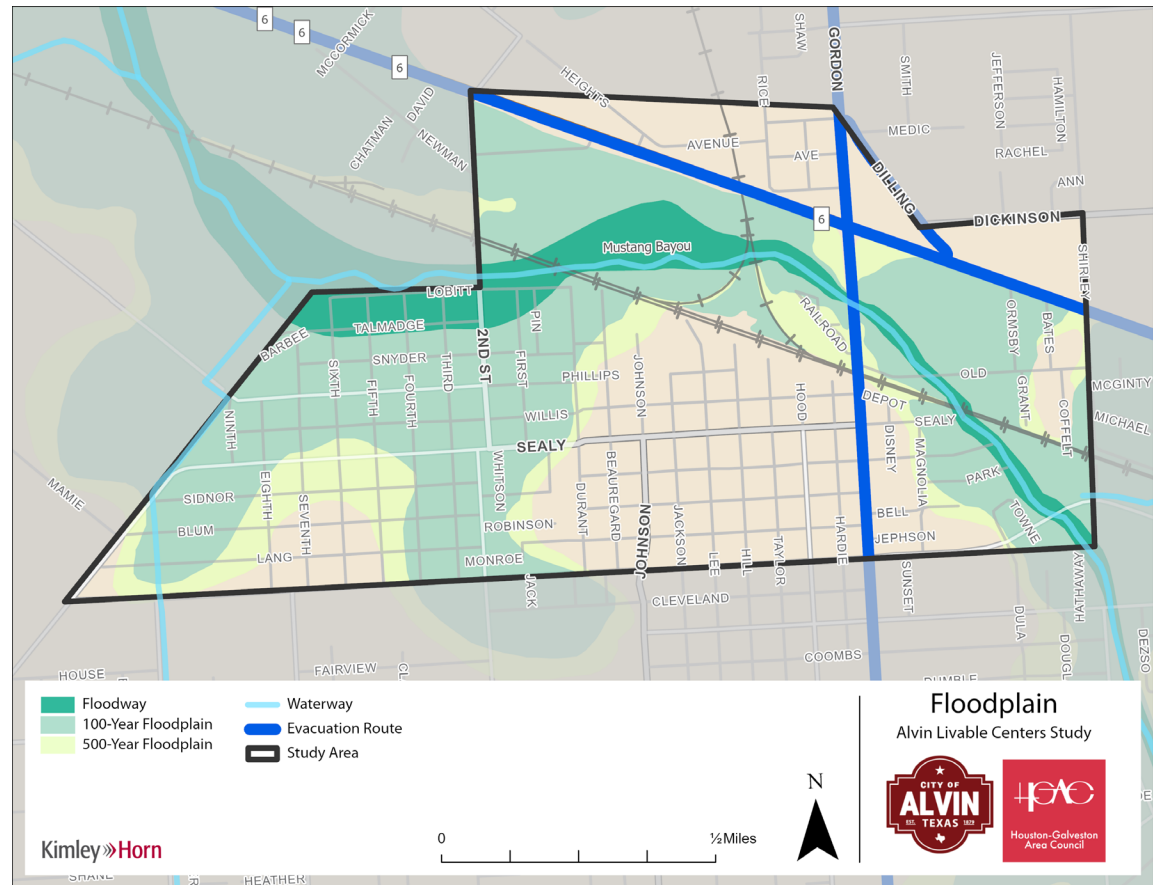 6
6
6
MCCORMICK
SHAW
GORDON
SMITH
JEFFERSON
HAMILTON
HEIGHTS
RICE
DAVID
CHATMAN
NEWMAN
AVENUE
AVE
MEDIC
RACHEL
ANN
DILLING
DICKINSON
6
SHIRLEY
Mustang Bayou
LOBITT
BARBEE
TALMADGE
PIN
RAILROAD
ORMSBY
BATES
2ND ST
SNYDER
SIXTH
FIFTH
FOURTH
THIRD
FIRST
PHILLIPS
JOHNSON
HOOD
OLD
GRANT
MCGINTY
COFFELT
MICHAEL
DEPOT
NINTH
WILLIS
SEALY
SEALY
DISNEY
MAGNOLIA
PARK
MAMIE
SIDNOR
EIGHTH
SEVENTH
WHITSON
DURANT
BEAUREGARD
BLUM
ROBINSON
BELL
TOWNE
LANG
MONROE
JOHNSON
JACKSON
LEE
HILL
TAYLOR
HARDIE
JEPHSON
JACK
CLEVELAND
SUNSET
HATHAWAY
DULA
DOUGL
DEZSO
HOUSE
FAIRVIEW
CL
COOMBS
Floodway
100-Year Floodplain
500-Year Floodplain
Waterway
Evacuation Route
Study Area
Floodplain
Alvin Livable Centers Study
N
CITY OF
ALVIN
EST. TEXAS 1879
HGAC
Houston-Galveston
Area Council
Kimley»Horn
0 ½Miles
HEATHER